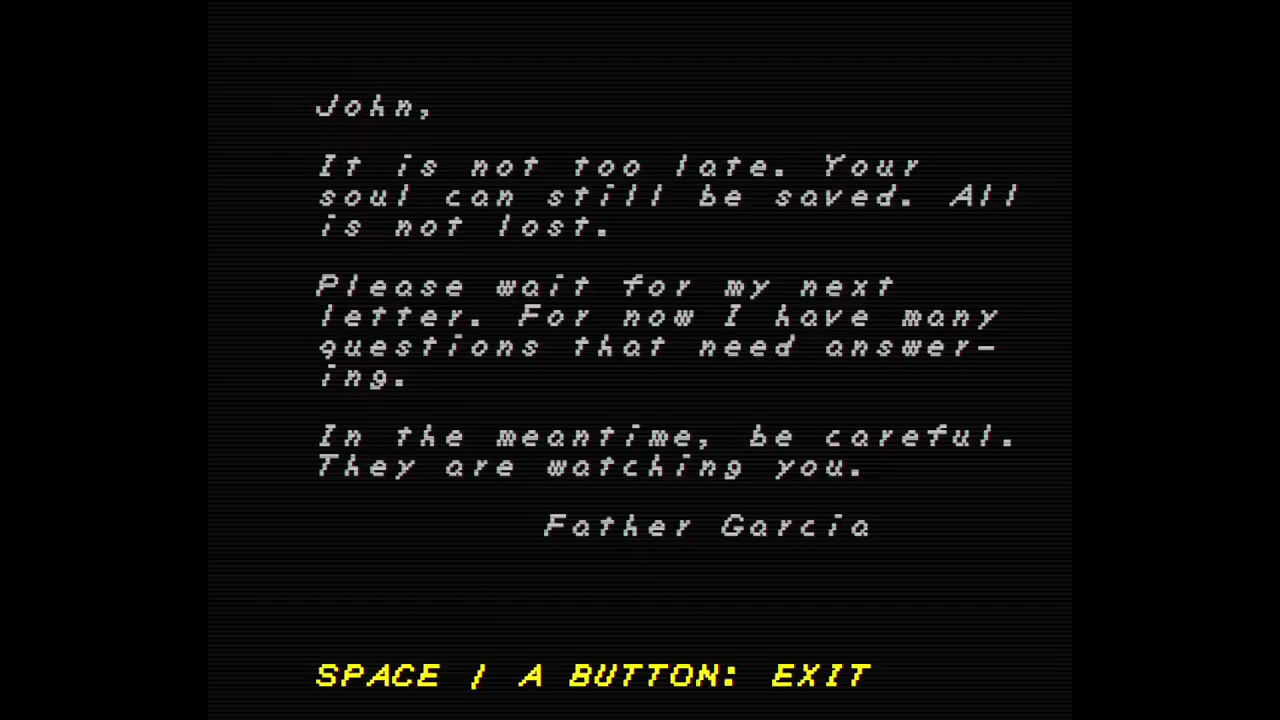 John,
It is not too late. Your
soul can still be saved. All
is not lost.
Please wait for my next
letter. For now I have many
questions that need answer-
ing.
In the meantime, be careful.
They are watching you.
Father Garcia
SPACE / A BUTTON: EXIT